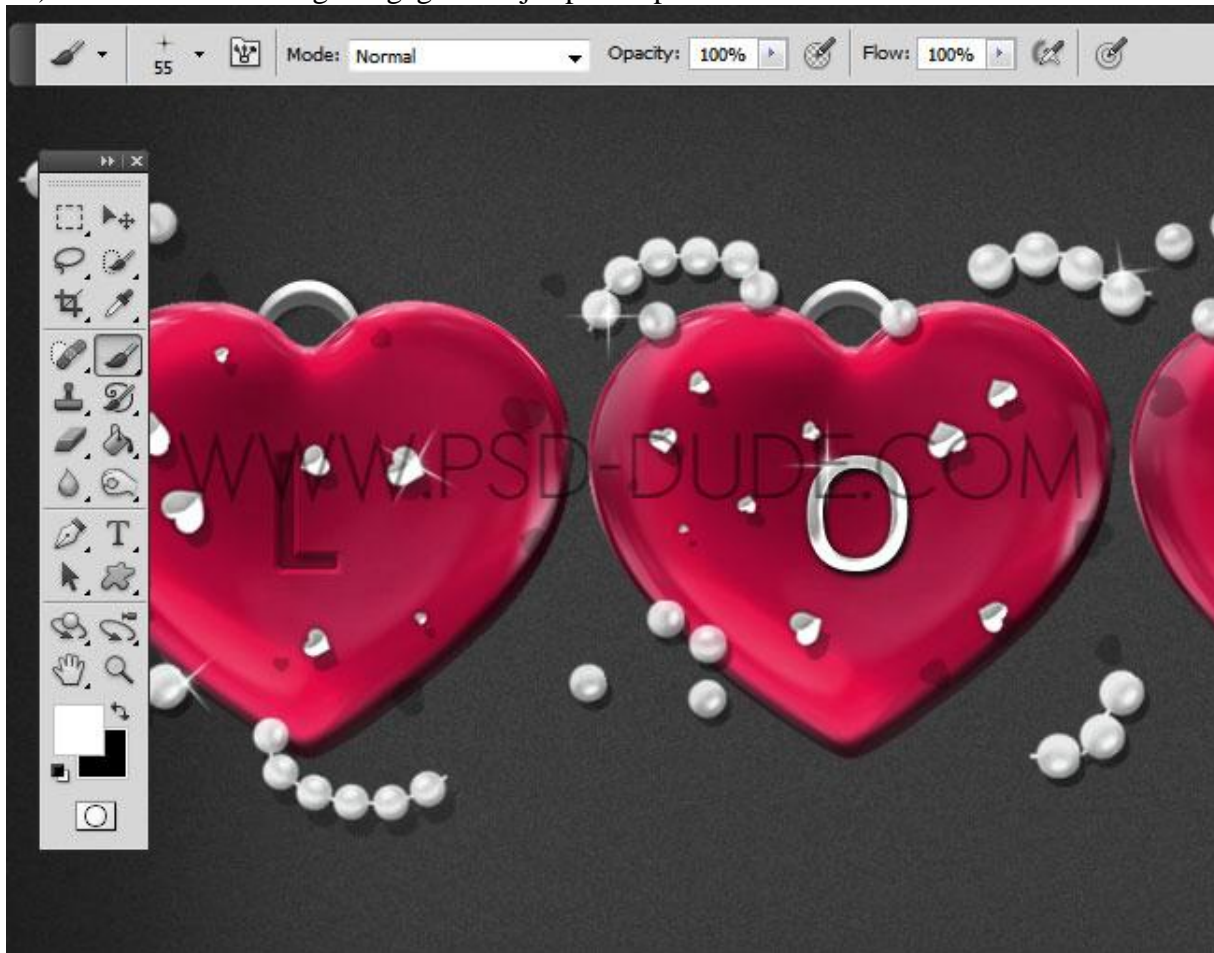 55
Mode: Normal
Opacity: 100%
Flow: 100%
T
WWW.PSD-DUDE.COM
L
O